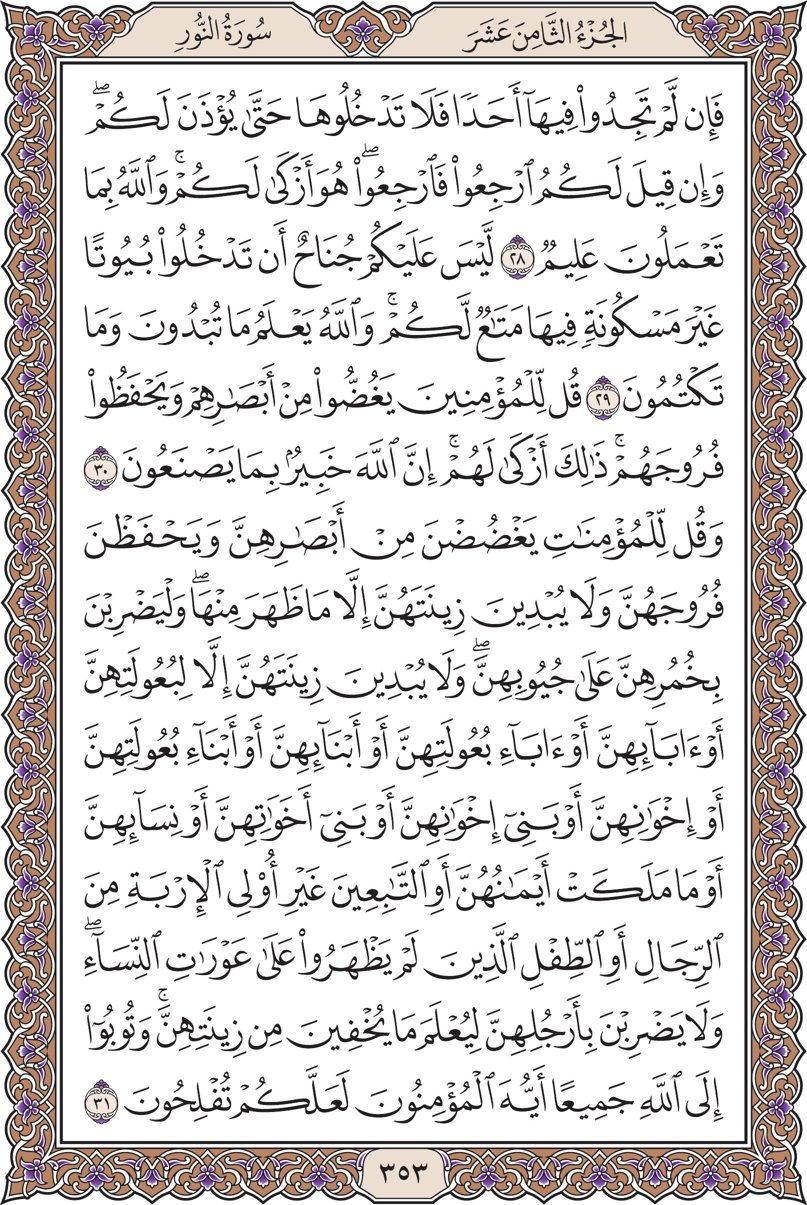 الجُزْءُ الثَّامِنَ عَشَرَ
سُورَةُ النُّور
فَإِن لَّمْ تَجِدُوا۟ فِيهَآ أَحَدًا فَلَا تَدْخُلُوهَا حَتَّىٰ يُؤْذَنَ لَكُمْ ۖ
وَإِن قِيلَ لَكُمُ ٱرْجِعُوا۟ فَٱرْجِعُوا۟ ۖ هُوَ أَزْكَىٰ لَكُمْ ۚ وَٱللَّهُ بِمَا
تَعْمَلُونَ عَلِيمٌ ٢٨ لَّيْسَ عَلَيْكُمْ جُنَاحٌ أَن تَدْخُلُوا۟ بُيُوتًا
غَيْرَ مَسْكُونَةٍ فِيهَا مَتَـٰعٌ لَّكُمْ ۚ وَٱللَّهُ يَعْلَمُ مَا تُبْدُونَ وَمَا
تَكْتُمُونَ ٢٩ قُل لِّلْمُؤْمِنِينَ يَغُضُّوا۟ مِنْ أَبْصَـٰرِهِمْ وَيَحْفَظُوا۟
فُرُوجَهُمْ ۚ ذَٰلِكَ أَزْكَىٰ لَهُمْ ۚ إِنَّ ٱللَّهَ خَبِيرٌۢ بِمَا يَصْنَعُونَ ٣٠
وَقُل لِّلْمُؤْمِنَـٰتِ يَغْضُضْنَ مِنْ أَبْصَـٰرِهِنَّ وَيَحْفَظْنَ
فُرُوجَهُنَّ وَلَا يُبْدِينَ زِينَتَهُنَّ إِلَّا مَا ظَهَرَ مِنْهَا ۖ وَلْيَضْرِبْنَ
بِخُمُرِهِنَّ عَلَىٰ جُيُوبِهِنَّ ۖ وَلَا يُبْدِينَ زِينَتَهُنَّ إِلَّا لِبُعُولَتِهِنَّ
أَوْ ءَابَآئِهِنَّ أَوْ ءَابَآءِ بُعُولَتِهِنَّ أَوْ أَبْنَآئِهِنَّ أَوْ أَبْنَآءِ بُعُولَتِهِنَّ
أَوْ إِخْوَٰنِهِنَّ أَوْ بَنِىٓ إِخْوَٰنِهِنَّ أَوْ بَنِىٓ أَخَوَٰتِهِنَّ أَوْ نِسَآئِهِنَّ
أَوْ مَا مَلَكَتْ أَيْمَـٰنُهُنَّ أَوِ ٱلتَّـٰبِعِينَ غَيْرِ أُو۟لِى ٱلْإِرْبَةِ مِنَ
ٱلرِّجَالِ أَوِ ٱلطِّفْلِ ٱلَّذِينَ لَمْ يَظْهَرُوا۟ عَلَىٰ عَوْرَٰتِ ٱلنِّسَآءِ ۖ
وَلَا يَضْرِبْنَ بِأَرْجُلِهِنَّ لِيُعْلَمَ مَا يُخْفِينَ مِن زِينَتِهِنَّ ۚ وَتُوبُوٓا۟
إِلَى ٱللَّهِ جَمِيعًا أَيُّهَ ٱلْمُؤْمِنُونَ لَعَلَّكُمْ تُفْلِحُونَ ٣١
٣٥٣